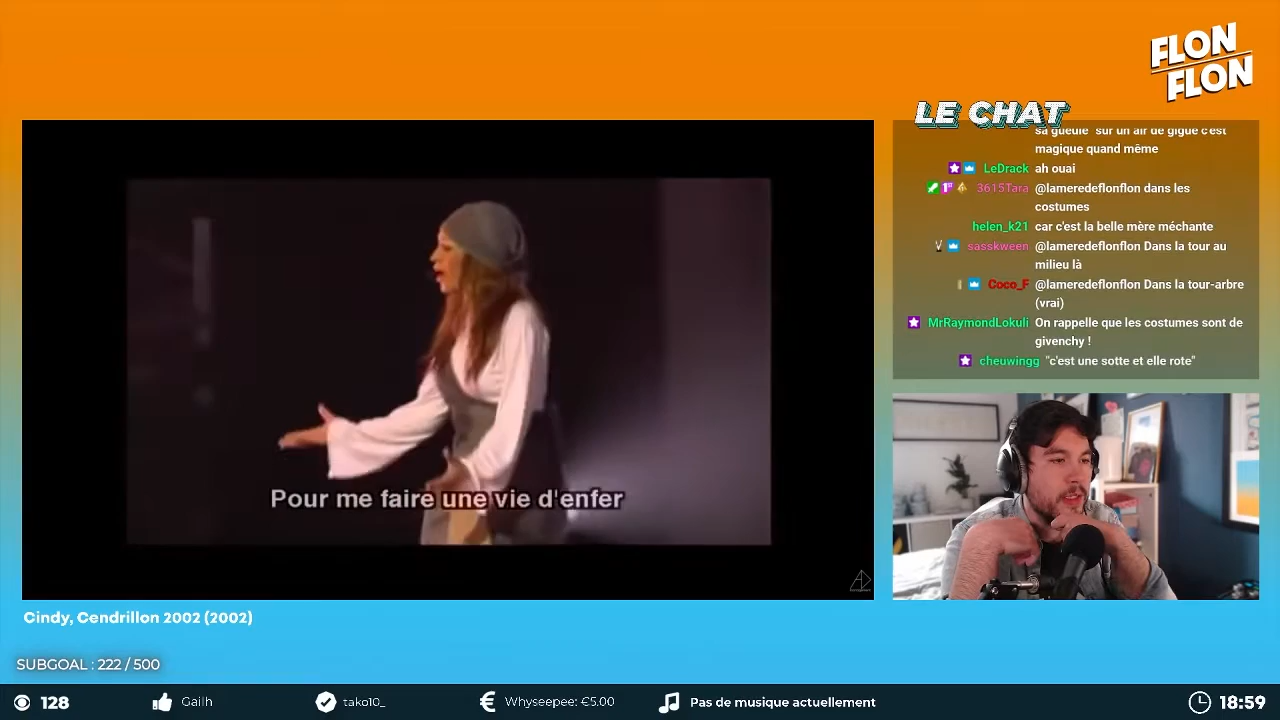 FLON
FLON
LE CHAT
sa gueule" sur un air de gigue c'est
magique quand même
LeDrack ah ouai
3615Tara @lameredeflonflon dans les
costumes
helen_k21 car c'est la belle mère méchante
sasskween @lameredeflonflon Dans la tour au
milieu là
Coco_F @lameredeflonflon Dans la tour-arbre
(vrai)
MrRaymondLokuli On rappelle que les costumes sont de
givenchy !
cheuwingg "c'est une sotte et elle rote"
Pour me faire une vie d'enfer
Cindy, Cendrillon 2002 (2002)
SUBGOAL : 222 / 500
128 Gailh tako10_ € Whyseepee: €5.00 Pas de musique actuellement 18:59